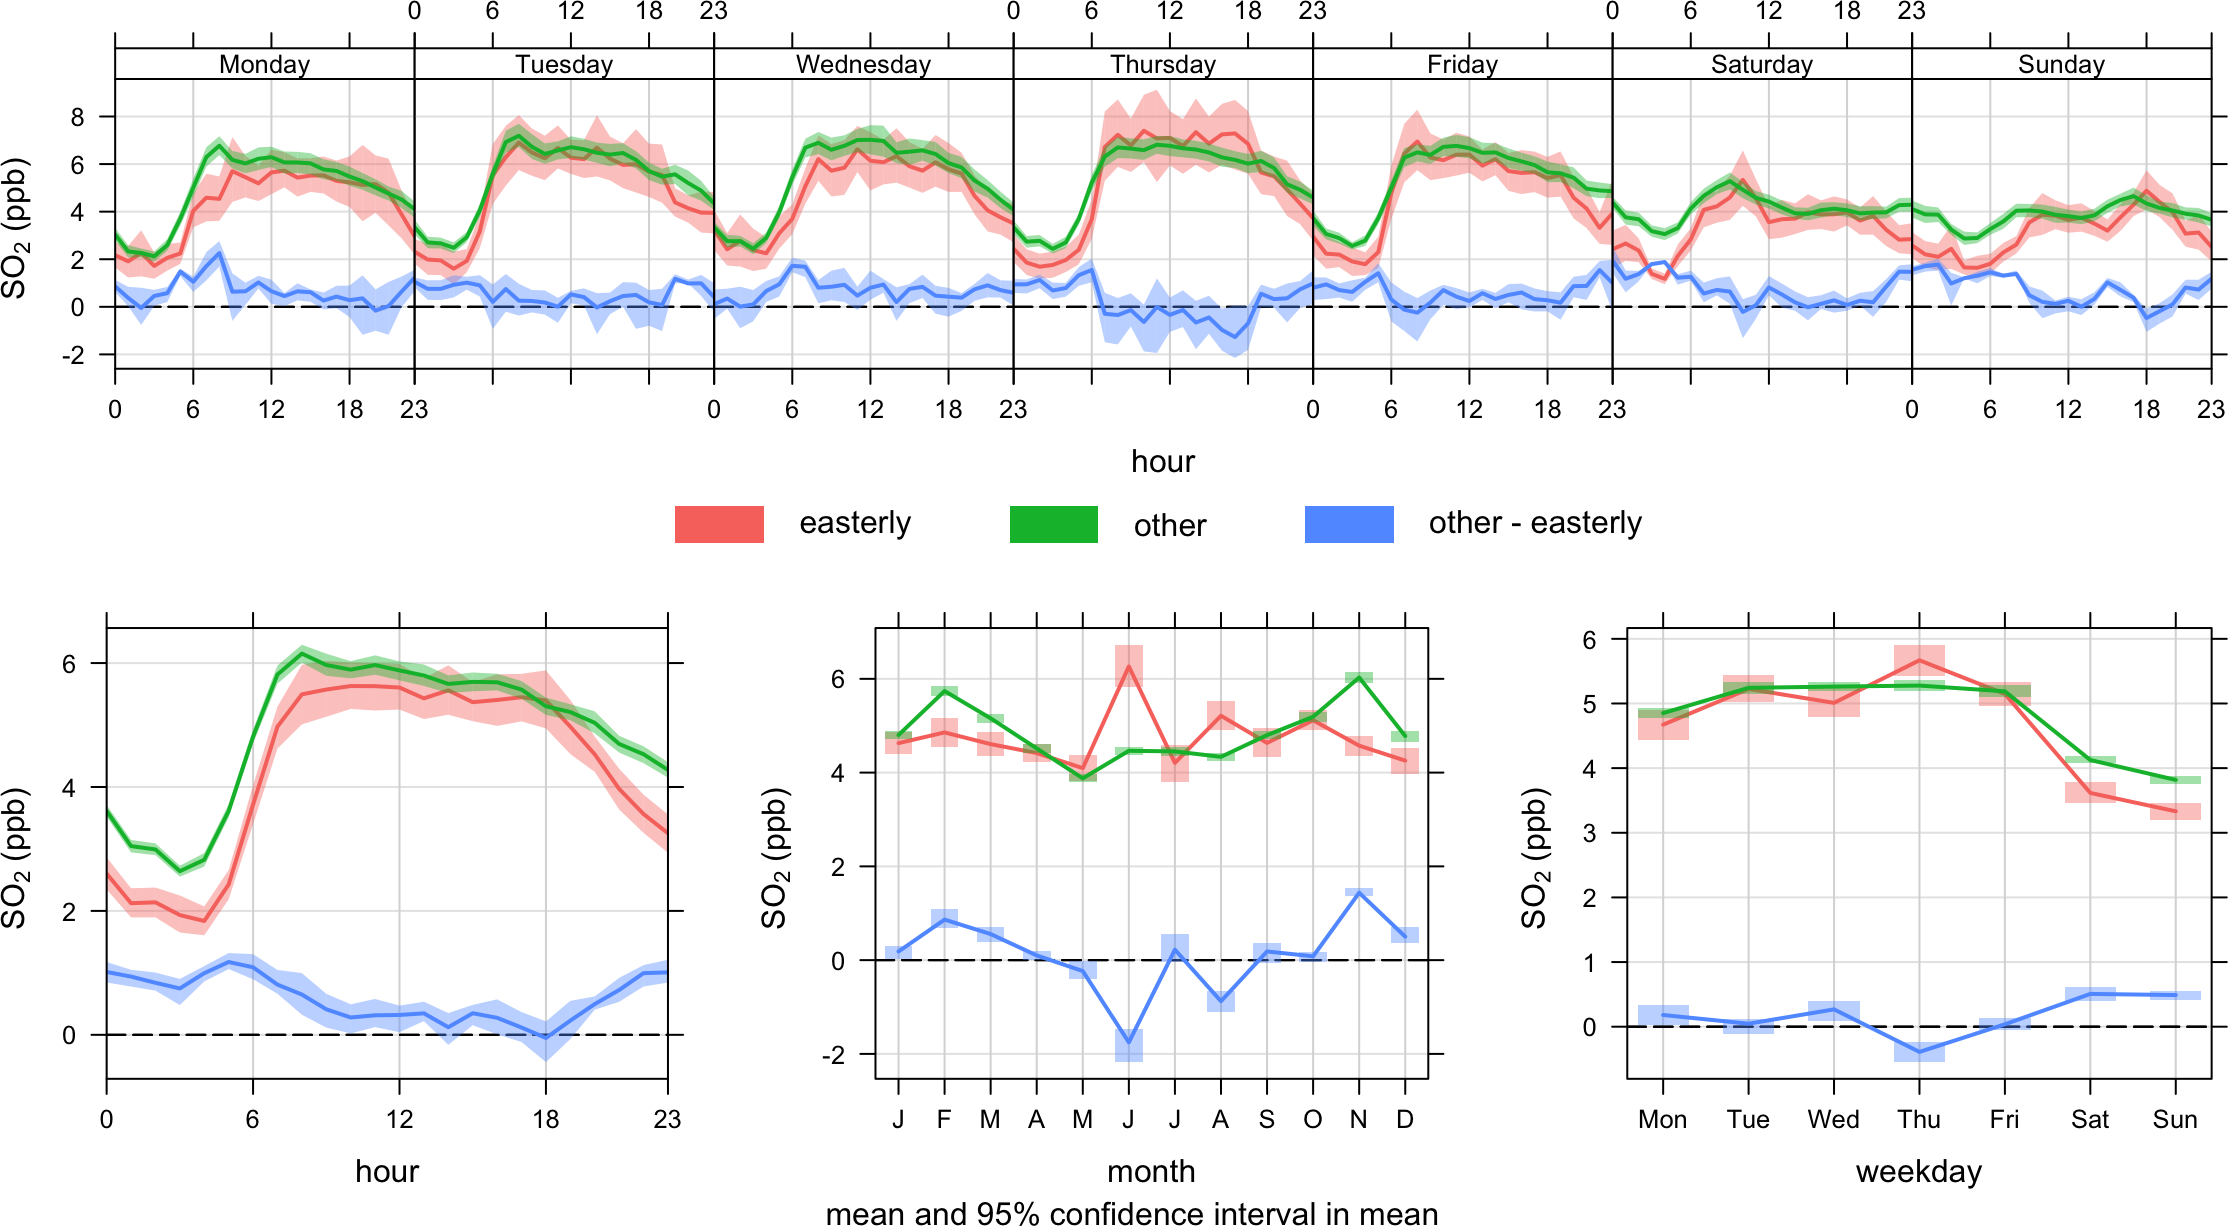 0 6 12 18 23 0 6 12 18 23 0 6 12 18 23
Monday Tuesday Wednesday Thursday Friday Saturday Sunday
SO2 (ppb)
8
6
4
2
0
-2
0 6 12 18 23 0 6 12 18 23 0 6 12 18 23 0 6 12 18 23
hour
easterly other other - easterly
SO2 (ppb)
6
4
2
0
0 6 12 18 23
hour
SO2 (ppb)
6
4
2
0
-2
J F M A M J J A S O N D
month
SO2 (ppb)
6
5
4
3
2
1
0
Mon Tue Wed Thu Fri Sat Sun
weekday
mean and 95% confidence interval in mean